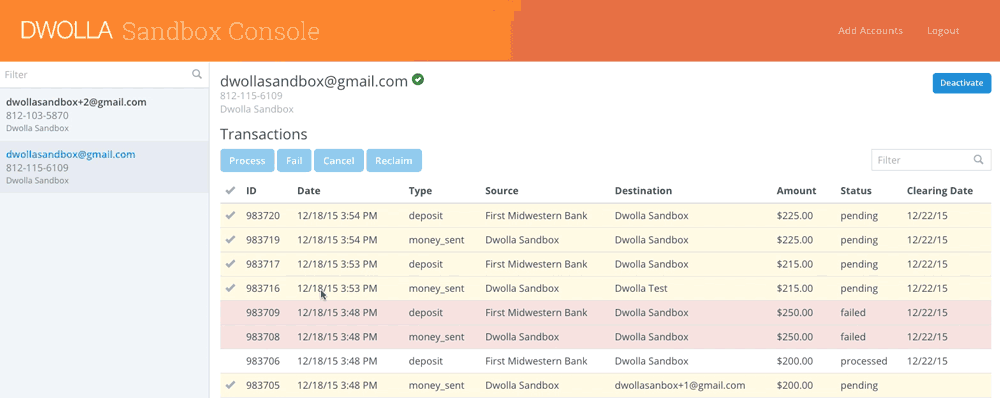 DWOLLA Sandbox Console
Add Accounts Logout
Filter
dwollasandbox+2@gmail.com
812-103-5870
Dwolla Sandbox
dwollasandbox@gmail.com
812-115-6109
Dwolla Sandbox
dwollasandbox@gmail.com
812-115-6109
Dwolla Sandbox
Deactivate
Transactions
Process Fail Cancel Reclaim
Filter
ID Date Type Source Destination Amount Status Clearing Date
983720 12/18/15 3:54 PM deposit First Midwestern Bank Dwolla Sandbox $225.00 pending 12/22/15
983719 12/18/15 3:54 PM money_sent Dwolla Sandbox Dwolla Sandbox $225.00 pending 12/22/15
983717 12/18/15 3:53 PM deposit First Midwestern Bank Dwolla Sandbox $215.00 pending 12/22/15
983716 12/18/15 3:53 PM money_sent Dwolla Sandbox Dwolla Test $215.00 pending 12/22/15
983709 12/18/15 3:48 PM deposit First Midwestern Bank Dwolla Sandbox $250.00 failed 12/22/15
983708 12/18/15 3:48 PM money_sent Dwolla Sandbox Dwolla Sandbox $250.00 failed 12/22/15
983706 12/18/15 3:48 PM deposit First Midwestern Bank Dwolla Sandbox $200.00 processed 12/22/15
983705 12/18/15 3:48 PM money_sent Dwolla Sandbox dwollasanbox+1@gmail.com $200.00 pending